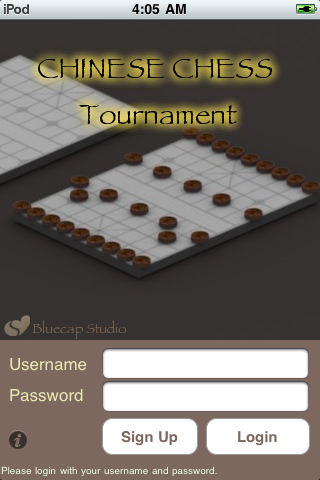 iPod 4:05 AM
CHINESE CHESS
Tournament
Bluecap Studio
Username
Password
Sign Up Login
Please login with your username and password.